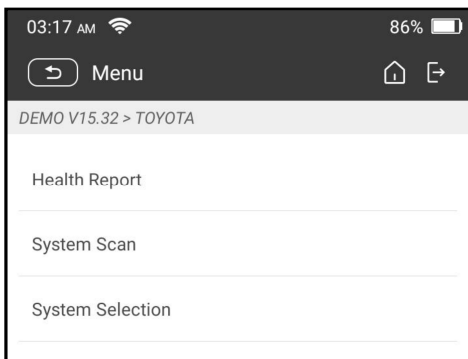 03:17 AM 86%
Menu
DEMO V15.32 > TOYOTA
Health Report
System Scan
System Selection